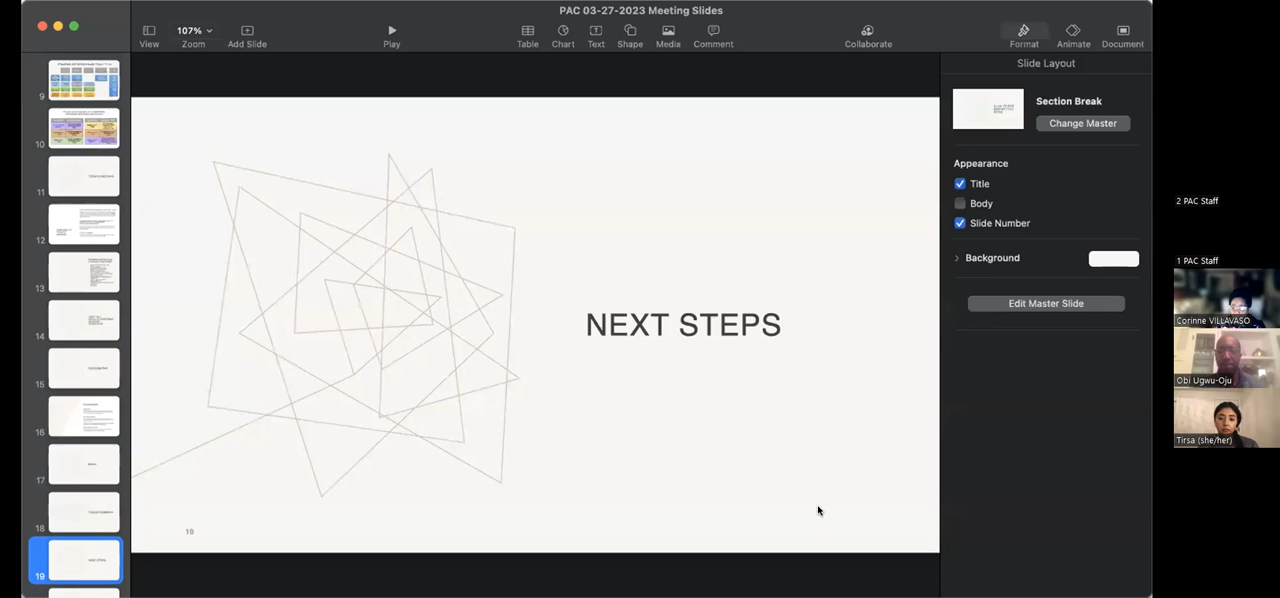 PAC 03-27-2023 Meeting Slides
107%
View
Zoom
Add Slide
Play
Table
Chart
Text
Shape
Media
Comment
Collaborate
Format
Animate
Document
Slide Layout
Section Break
Change Master
Appearance
Title
Body
Slide Number
Background
Edit Master Slide
9
10
11
12
13
14
15
16
17
18
19
NEXT STEPS
19
2 PAC Staff
1 PAC Staff
Corinne VILLAVASO
Obi Ugwu-Oju
Tirsa (she/her)